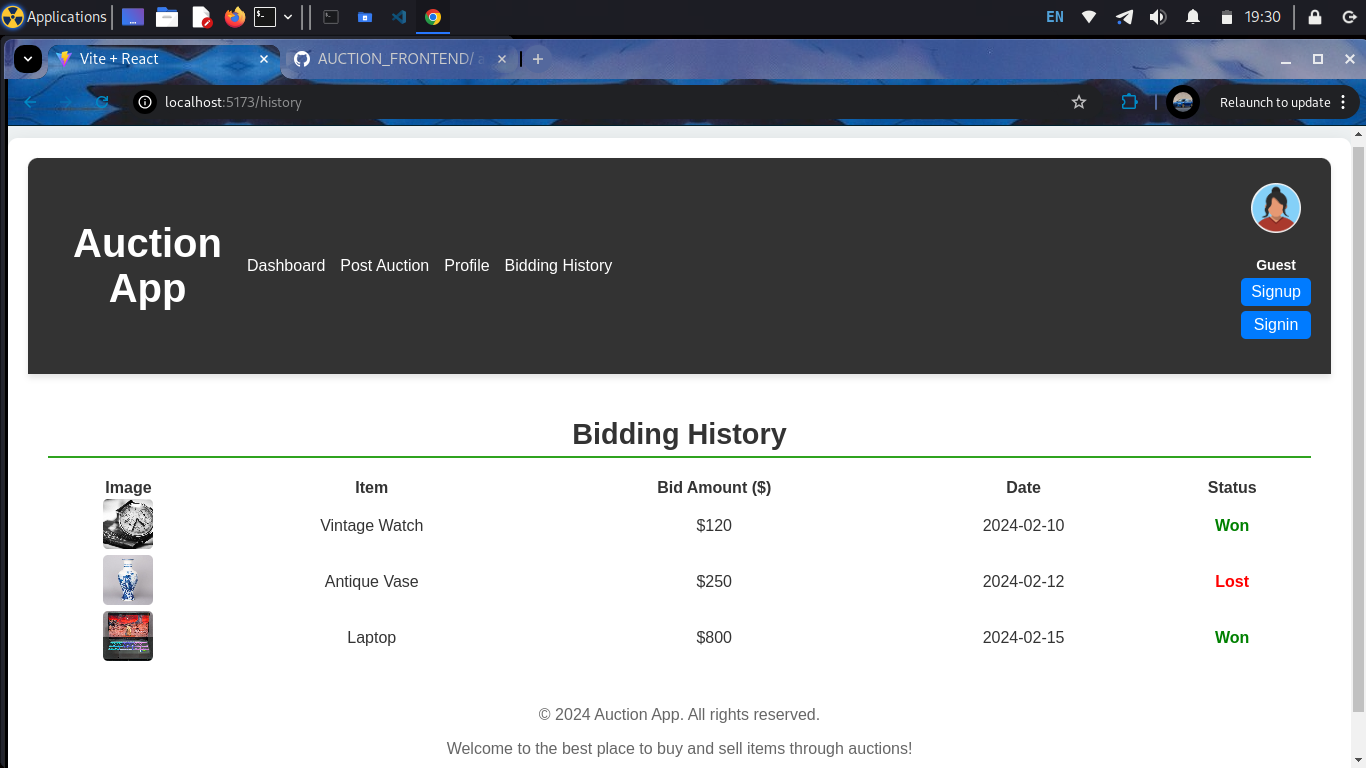 Applications EN 19:30
Vite + React AUCTION_FRONTEND/ a
localhost:5173/history Relaunch to update
Auction
App
Dashboard Post Auction Profile Bidding History
Guest
Signup
Signin
Bidding History
Image Item Bid Amount ($) Date Status
Vintage Watch $120 2024-02-10 Won
Antique Vase $250 2024-02-12 Lost
Laptop $800 2024-02-15 Won
© 2024 Auction App. All rights reserved.
Welcome to the best place to buy and sell items through auctions!